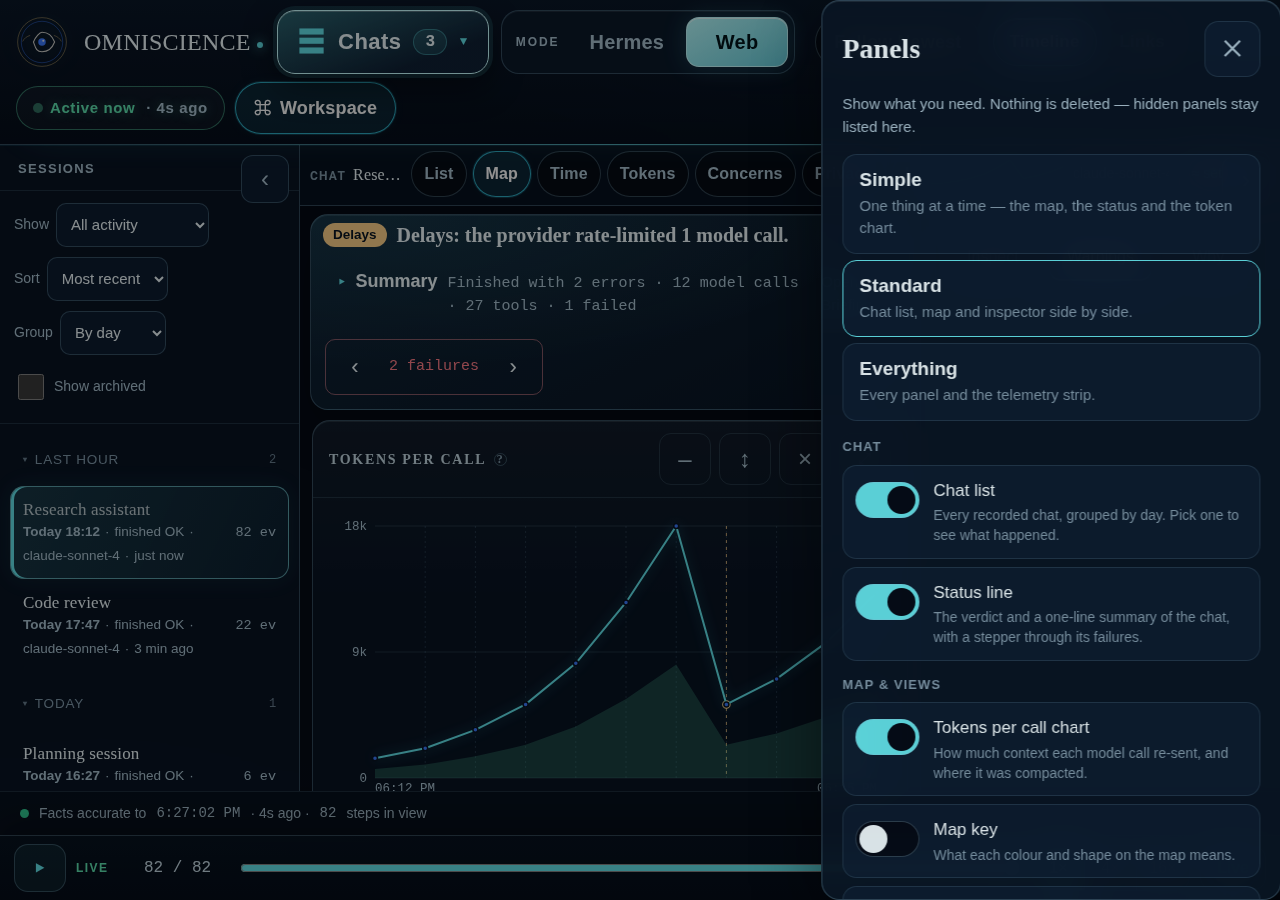 OMNISCIENCE
Chats 3 ▾
MODE Hermes Web
Active now · 4s ago
⌘ Workspace
SESSIONS
‹
Show All activity
Sort Most recent
Group By day
Show archived
▾ LAST HOUR 2
Research assistant
Today 18:12 · finished OK · 82 ev
claude-sonnet-4 · just now
Code review
Today 17:47 · finished OK · 22 ev
claude-sonnet-4 · 3 min ago
▾ TODAY 1
Planning session
Today 16:27 · finished OK · 6 ev
CHAT Rese… List Map Time Tokens Concerns
Delays Delays: the provider rate-limited 1 model call.
▸ Summary Finished with 2 errors · 12 model calls
· 27 tools · 1 failed
‹ 2 failures ›
TOKENS PER CALL ? – ↕ ×
18k
9k
0
06:12 PM
Facts accurate to 6:27:02 PM · 4s ago · 82 steps in view
LIVE 82 / 82
Panels
Show what you need. Nothing is deleted — hidden panels stay
listed here.
Simple
One thing at a time — the map, the status and the token
chart.
Standard
Chat list, map and inspector side by side.
Everything
Every panel and the telemetry strip.
CHAT
Chat list
Every recorded chat, grouped by day. Pick one to
see what happened.
Status line
The verdict and a one-line summary of the chat,
with a stepper through its failures.
MAP & VIEWS
Tokens per call chart
How much context each model call re-sent, and
where it was compacted.
Map key
What each colour and shape on the map means.